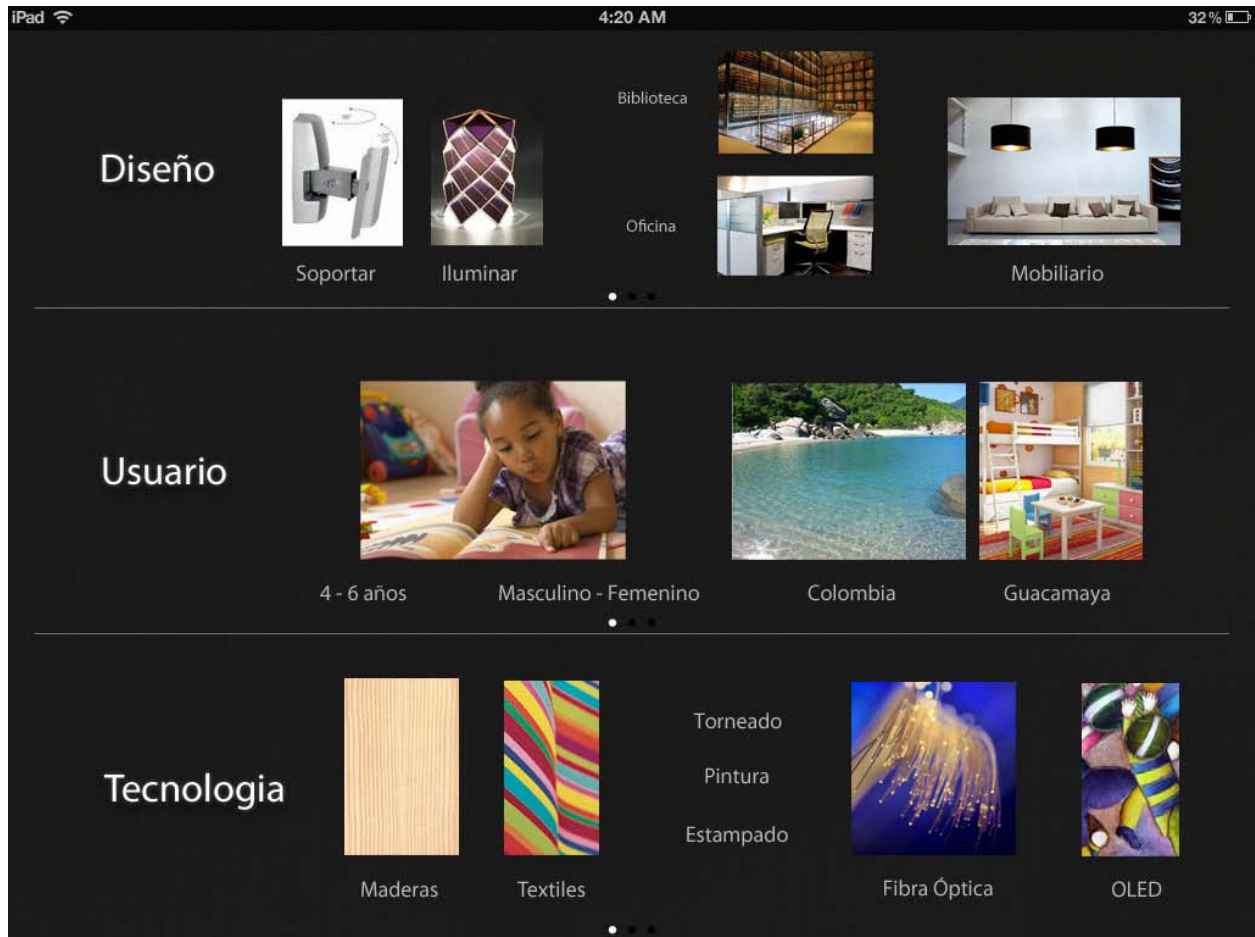 iPad 4:20 AM 32 %
Diseño
Soportar
Iluminar
Biblioteca
Oficina
Mobiliario
Usuario
4 - 6 años
Masculino - Femenino
Colombia
Guacamaya
Tecnologia
Maderas
Textiles
Torneado
Pintura
Estampado
Fibra Óptica
OLED